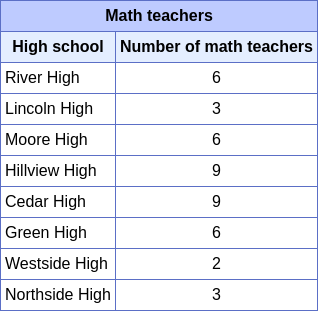 Math teachers
High school Number of math teachers
River High 6
Lincoln High 3
Moore High 6
Hillview High 9
Cedar High 9
Green High 6
Westside High 2
Northside High 3